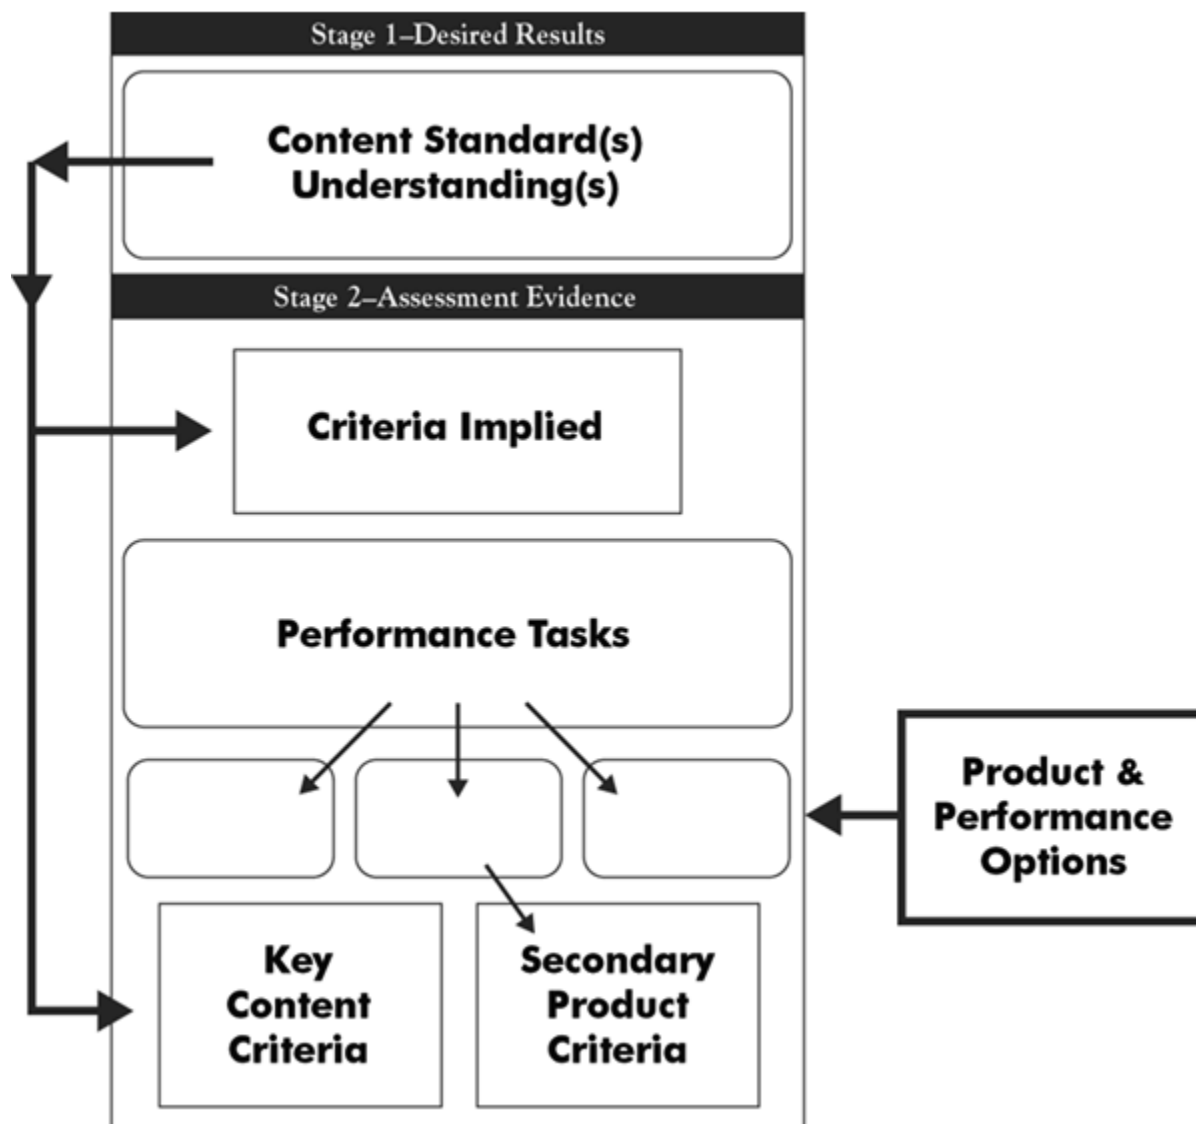 Stage 1–Desired Results
Content Standard(s)
Understanding(s)
Stage 2–Assessment Evidence
Criteria Implied
Performance Tasks
Product &
Performance
Options
Key
Content
Criteria
Secondary
Product
Criteria